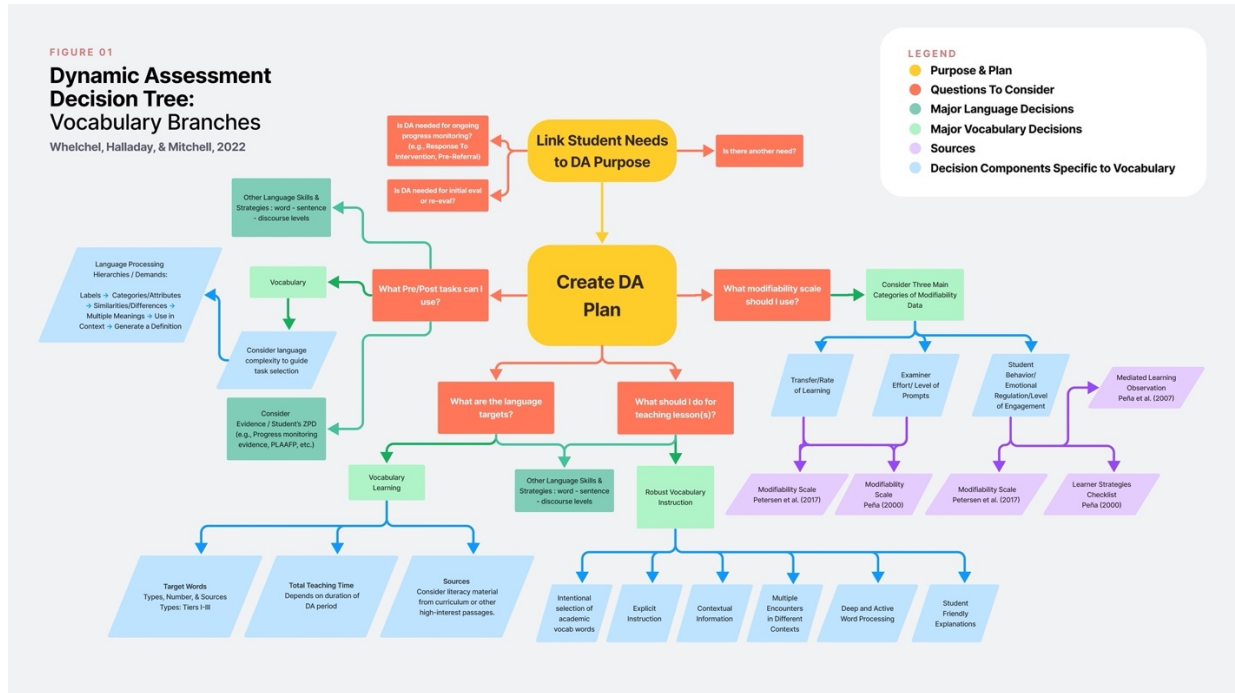 FIGURE 01
Dynamic Assessment
Decision Tree:
Vocabulary Branches
Whelchel, Halladay, & Mitchell, 2022
LEGEND
Purpose & Plan
Questions To Consider
Major Language Decisions
Major Vocabulary Decisions
Sources
Decision Components Specific to Vocabulary
Is DA needed for ongoing
progress monitoring?
(e.g., Response To
Intervention, Pre-Referral)
Link Student Needs
to DA Purpose
Is there another need?
Is DA needed for initial eval
or re-eval?
Other Language Skills &
Strategies : word - sentence
- discourse levels
Language Processing
Hierarchies / Demands:
Labels → Categories/Attributes
→ Similarities/Differences →
Multiple Meanings → Use in
Context → Generate a Definition
Vocabulary
What Pre/Post tasks can I
use?
Create DA
Plan
What modifiability scale
should I use?
Consider Three Main
Categories of Modifiability
Data
Consider language
complexity to guide
task selection
Transfer/Rate
of Learning
Examiner
Effort/ Level of
Prompts
Student
Behavior/
Emotional
Regulation/Level
of Engagement
Mediated Learning
Observation
Peña et al. (2007)
Consider
Evidence / Student's ZPD
(e.g., Progress monitoring
evidence, PLAAFP, etc.)
What are the language
targets?
What should I do for
teaching lesson(s)?
Vocabulary
Learning
Other Language Skills &
Strategies : word - sentence
- discourse levels
Robust Vocabulary
Instruction
Modifiability Scale
Petersen et al. (2017)
Modifiability
Scale
Peña (2000)
Modifiability Scale
Petersen et al. (2017)
Learner Strategies
Checklist
Peña (2000)
Target Words
Types, Number, & Sources
Types: Tiers I-III
Total Teaching Time
Depends on duration of
DA period
Sources
Consider literacy material
from curriculum or other
high-interest passages.
Intentional
selection of
academic
vocab words
Explicit
Instruction
Contextual
Information
Multiple
Encounters
in Different
Contexts
Deep and Active
Word Processing
Student
Friendly
Explanations